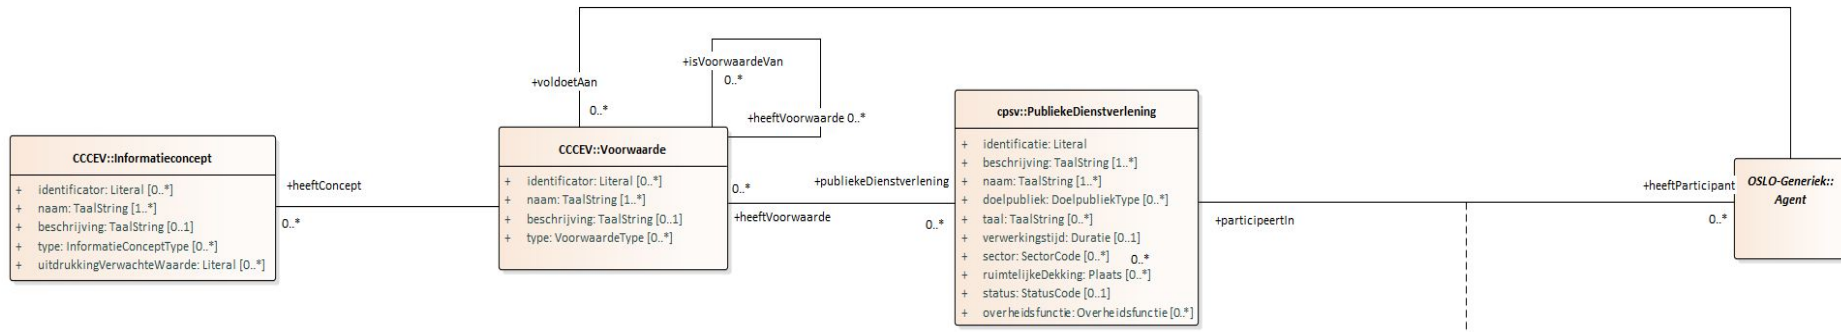 CCCEV::Informatieconcept
+ identificator: Literal [0..*]
+ naam: TaalString [1..*]
+ beschrijving: TaalString [0..1]
+ type: InformatieConceptType [0..*]
+ uitdrukkingVerwachteWaarde: Literal [0..*]
+heeftConcept
0..*
+voldoetAan
0..*
+isVoorwaardeVan
0..*
+heeftVoorwaarde 0..*
CCCEV::Voorwaarde
+ identificator: Literal [0..*]
+ naam: TaalString [1..*]
+ beschrijving: TaalString [0..1]
+ type: VoorwaardeType [0..*]
0..*
+heeftVoorwaarde
+publiekeDienstverlening
0..*
cpsv::PubliekeDienstverlening
+ identificatie: Literal
+ beschrijving: TaalString [1..*]
+ naam: TaalString [1..*]
+ doelpubliek: DoelpubliekType [0..*]
+ taal: TaalString [0..*]
+ verwerkingstijd: Duratie [0..1]
+ sector: SectorCode [0..*]
+ ruimtelijkeDekking: Plaats [0..*]
+ status: StatusCode [0..1]
+ overheidsfunctie: Overheidsfunctie [0..*]
0..*
+participeertIn
+heeftParticipant
0..*
OSLO-Generiek::
Agent